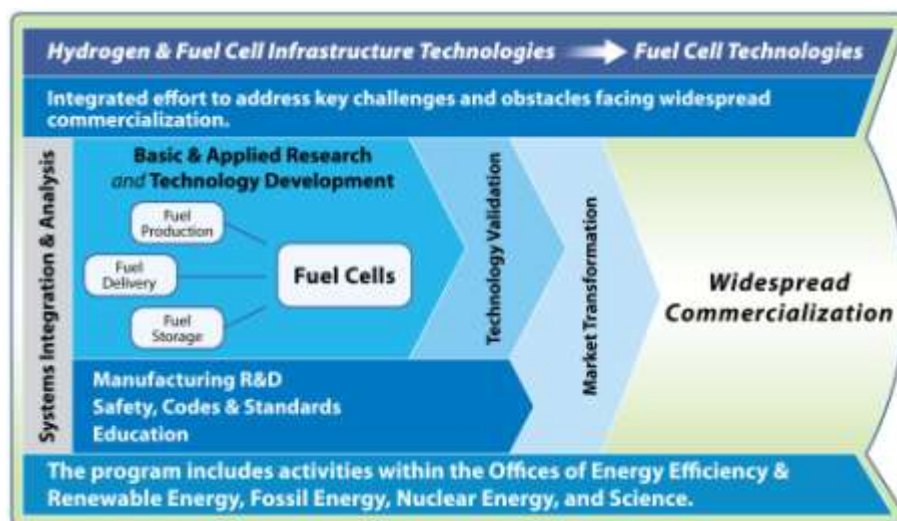 Hydrogen & Fuel Cell Infrastructure Technologies
Fuel Cell Technologies
Integrated effort to address key challenges and obstacles facing widespread
commercialization.
Systems Integration & Analysis
Basic & Applied Research
and Technology Development
Fuel
Production
Fuel
Delivery
Fuel
Storage
Fuel Cells
Technology Validation
Market Transformation
Widespread
Commercialization
Manufacturing R&D
Safety, Codes & Standards
Education
The program includes activities within the Offices of Energy Efficiency &
Renewable Energy, Fossil Energy, Nuclear Energy, and Science.